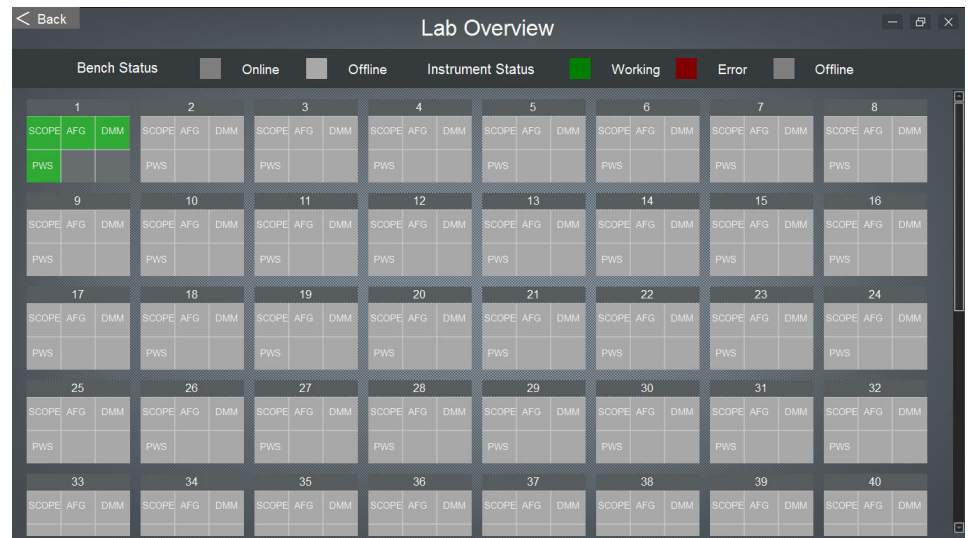 < Back
Lab Overview
Bench Status Online Offline Instrument Status Working Error Offline
1 2 3 4 5 6 7 8
SCOPE AFG DMM SCOPE AFG DMM SCOPE AFG DMM SCOPE AFG DMM SCOPE AFG DMM SCOPE AFG DMM SCOPE AFG DMM SCOPE AFG DMM
PWS PWS PWS PWS PWS PWS PWS PWS
9 10 11 12 13 14 15 16
SCOPE AFG DMM SCOPE AFG DMM SCOPE AFG DMM SCOPE AFG DMM SCOPE AFG DMM SCOPE AFG DMM SCOPE AFG DMM SCOPE AFG DMM
PWS PWS PWS PWS PWS PWS PWS PWS
17 18 19 20 21 22 23 24
SCOPE AFG DMM SCOPE AFG DMM SCOPE AFG DMM SCOPE AFG DMM SCOPE AFG DMM SCOPE AFG DMM SCOPE AFG DMM SCOPE AFG DMM
PWS PWS PWS PWS PWS PWS PWS PWS
25 26 27 28 29 30 31 32
SCOPE AFG DMM SCOPE AFG DMM SCOPE AFG DMM SCOPE AFG DMM SCOPE AFG DMM SCOPE AFG DMM SCOPE AFG DMM SCOPE AFG DMM
PWS PWS PWS PWS PWS PWS PWS PWS
33 34 35 36 37 38 39 40
SCOPE AFG DMM SCOPE AFG DMM SCOPE AFG DMM SCOPE AFG DMM SCOPE AFG DMM SCOPE AFG DMM SCOPE AFG DMM SCOPE AFG DMM